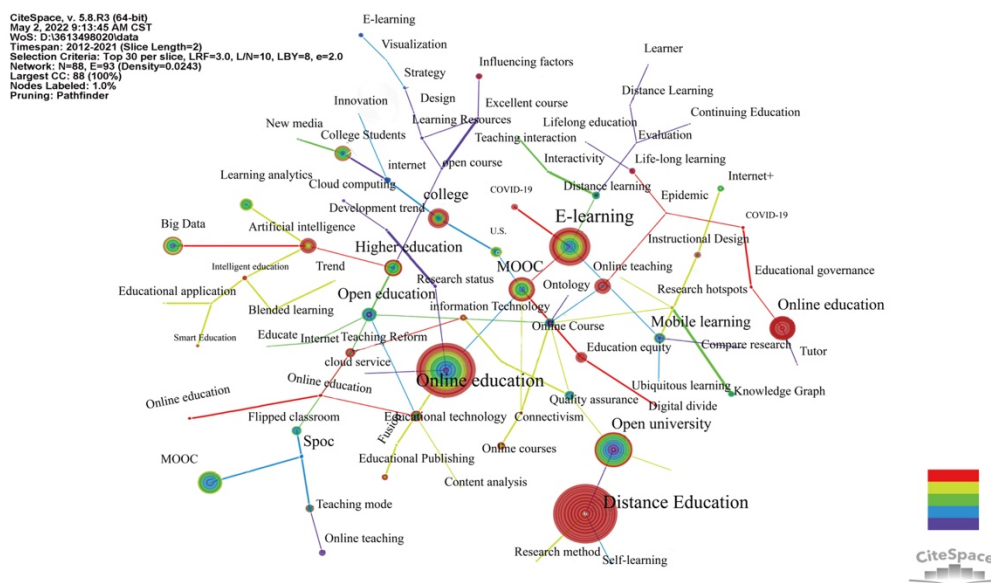 CiteSpace, v. 5.8.R3 (64-bit)
May 2, 2022 9:13:45 AM CST
WoS: D:\3613498020\data
Timespan: 2012-2021 (Slice Length=2)
Selection Criteria: Top 30 per slice, LRF=3.0, L/N=10, LBY=8, e=2.0
Network: N=88, E=93 (Density=0.0243)
Largest CC: 88 (100%)
Nodes Labeled: 1.0%
Pruning: Pathfinder
E-learning
Visualization
Learner
Influencing factors
Strategy
Distance Learning
Design
Innovation
Excellent course
Continuing Education
Learning Resources
Lifelong education
New media
College Students
Teaching interaction
Evaluation
internet
open course
Interactivity
Life-long learning
Learning analytics
Cloud computing
Distance learning
Internet+
college
COVID-19
Epidemic
Development trend
E-learning
COVID-19
Big Data
Artificial intelligence
U.S.
Instructional Design
Higher education
Intelligent education
Trend
MOOC
Online teaching
Educational governance
Research status
Ontology
Research hotspots
Educational application
Open education
Blended learning
information Technology
Online education
Mobile learning
Smart Education
Educate
Internet
Teaching Reform
Online Course
Education equity
Compare research
cloud service
Tutor
Online education
Online education
Online education
Ubiquitous learning
Knowledge Graph
Quality assurance
Digital divide
Flipped classroom
Educational technology
Connectivism
Open university
Fusion
Spoc
Online courses
MOOC
Educational Publishing
Content analysis
Teaching mode
Distance Education
Online teaching
Research method
Self-learning
CiteSpace